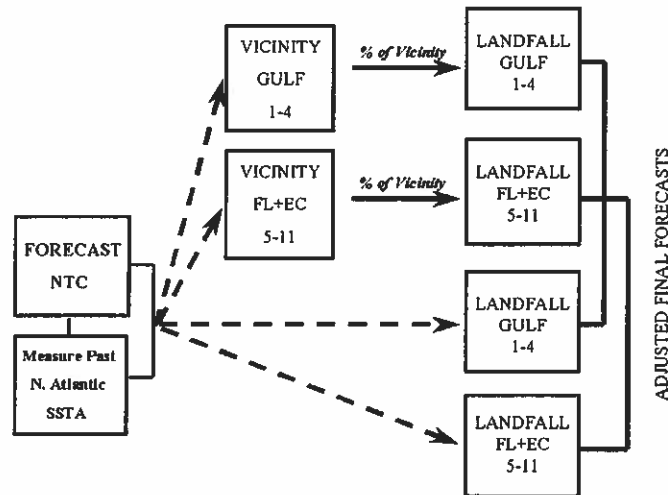 VICINITY
GULF
1-4
% of Vicinity
LANDFALL
GULF
1-4
VICINITY
FL+EC
5-11
% of Vicinity
LANDFALL
FL+EC
5-11
FORECAST
NTC
Measure Past
N. Atlantic
SSTA
LANDFALL
GULF
1-4
LANDFALL
FL+EC
5-11
ADJUSTED FINAL FORECASTS